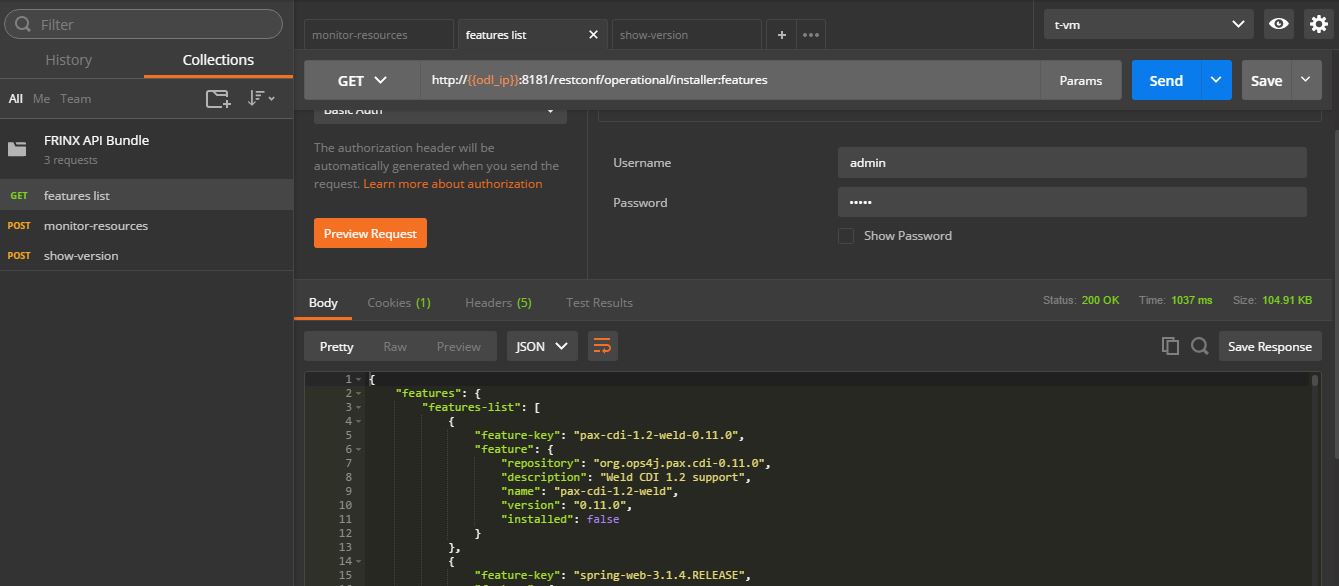 Filter
History Collections
All Me Team
FRINX API Bundle
3 requests
GET features list
POST monitor-resources
POST show-version
monitor-resources features list show-version
t-vm
GET http://{{odl_ip}}:8181/restconf/operational/installer:features Params Send Save
Basic Auth
The authorization header will be
automatically generated when you send the
request. Learn more about authorization
Preview Request
Username admin
Password •••••
Show Password
Body Cookies (1) Headers (5) Test Results Status: 200 OK Time: 1037 ms Size: 104.91 KB
Pretty Raw Preview JSON Save Response
1 {
2 "features": {
3 "features-list": [
4 {
5 "feature-key": "pax-cdi-1.2-weld-0.11.0",
6 "feature": {
7 "repository": "org.ops4j.pax.cdi-0.11.0",
8 "description": "Weld CDI 1.2 support",
9 "name": "pax-cdi-1.2-weld",
10 "version": "0.11.0",
11 "installed": false
12 }
13 },
14 {
15 "feature-key": "spring-web-3.1.4.RELEASE",